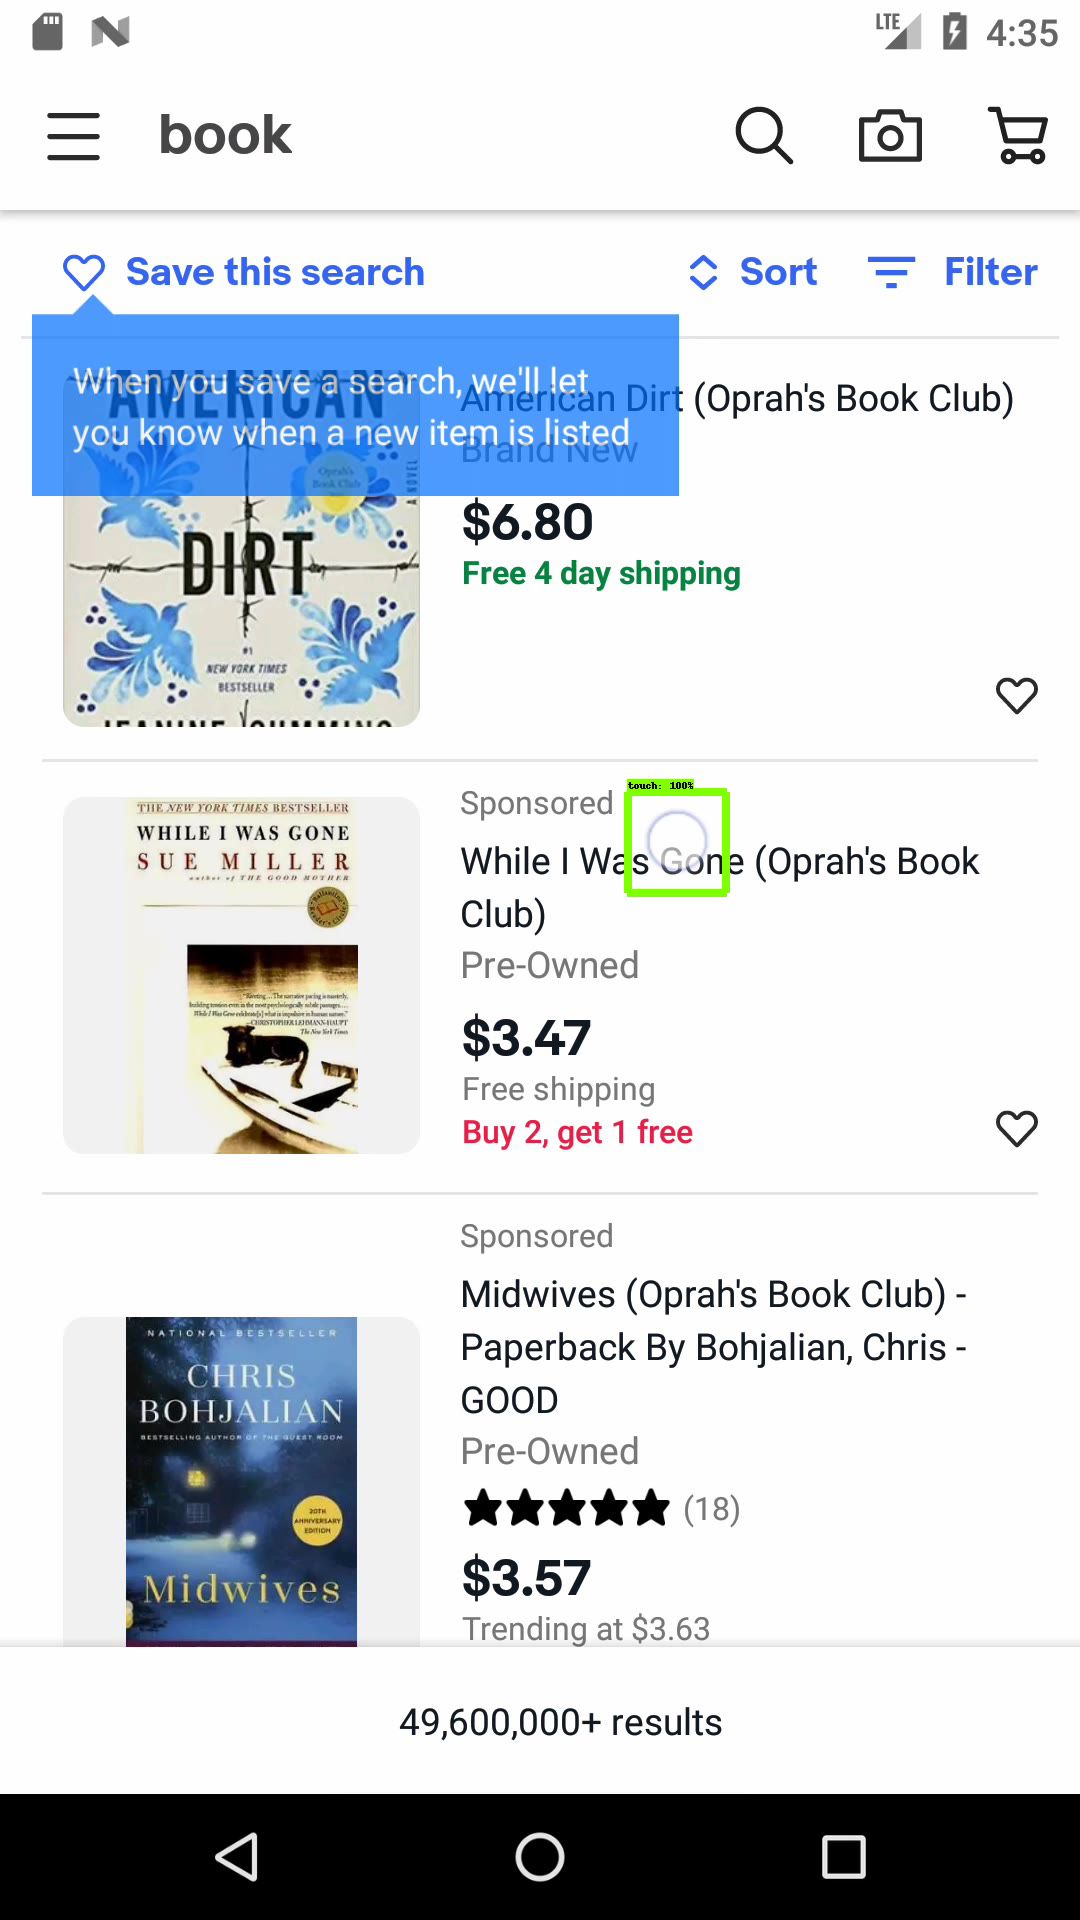 LTE 4:35
book
Save this search
Sort
Filter
When you save a search, we'll let
you know when a new item is listed
AMERICAN
DIRT
Oprah's
Book Club
A NOVEL
#1
NEW YORK TIMES
BESTSELLER
American Dirt (Oprah's Book Club)
Brand New
$6.80
Free 4 day shipping
touch: 100%
THE NEW YORK TIMES BESTSELLER
WHILE I WAS GONE
SUE MILLER
author of THE GOOD MOTHER
Sponsored
While I Was Gone (Oprah's Book
Club)
Pre-Owned
$3.47
Free shipping
Buy 2, get 1 free
NATIONAL BESTSELLER
CHRIS
BOHJALIAN
BESTSELLING AUTHOR OF THE GUEST ROOM
20TH
ANNIVERSARY
EDITION
Midwives
Sponsored
Midwives (Oprah's Book Club) -
Paperback By Bohjalian, Chris -
GOOD
Pre-Owned
(18)
$3.57
Trending at $3.63
49,600,000+ results